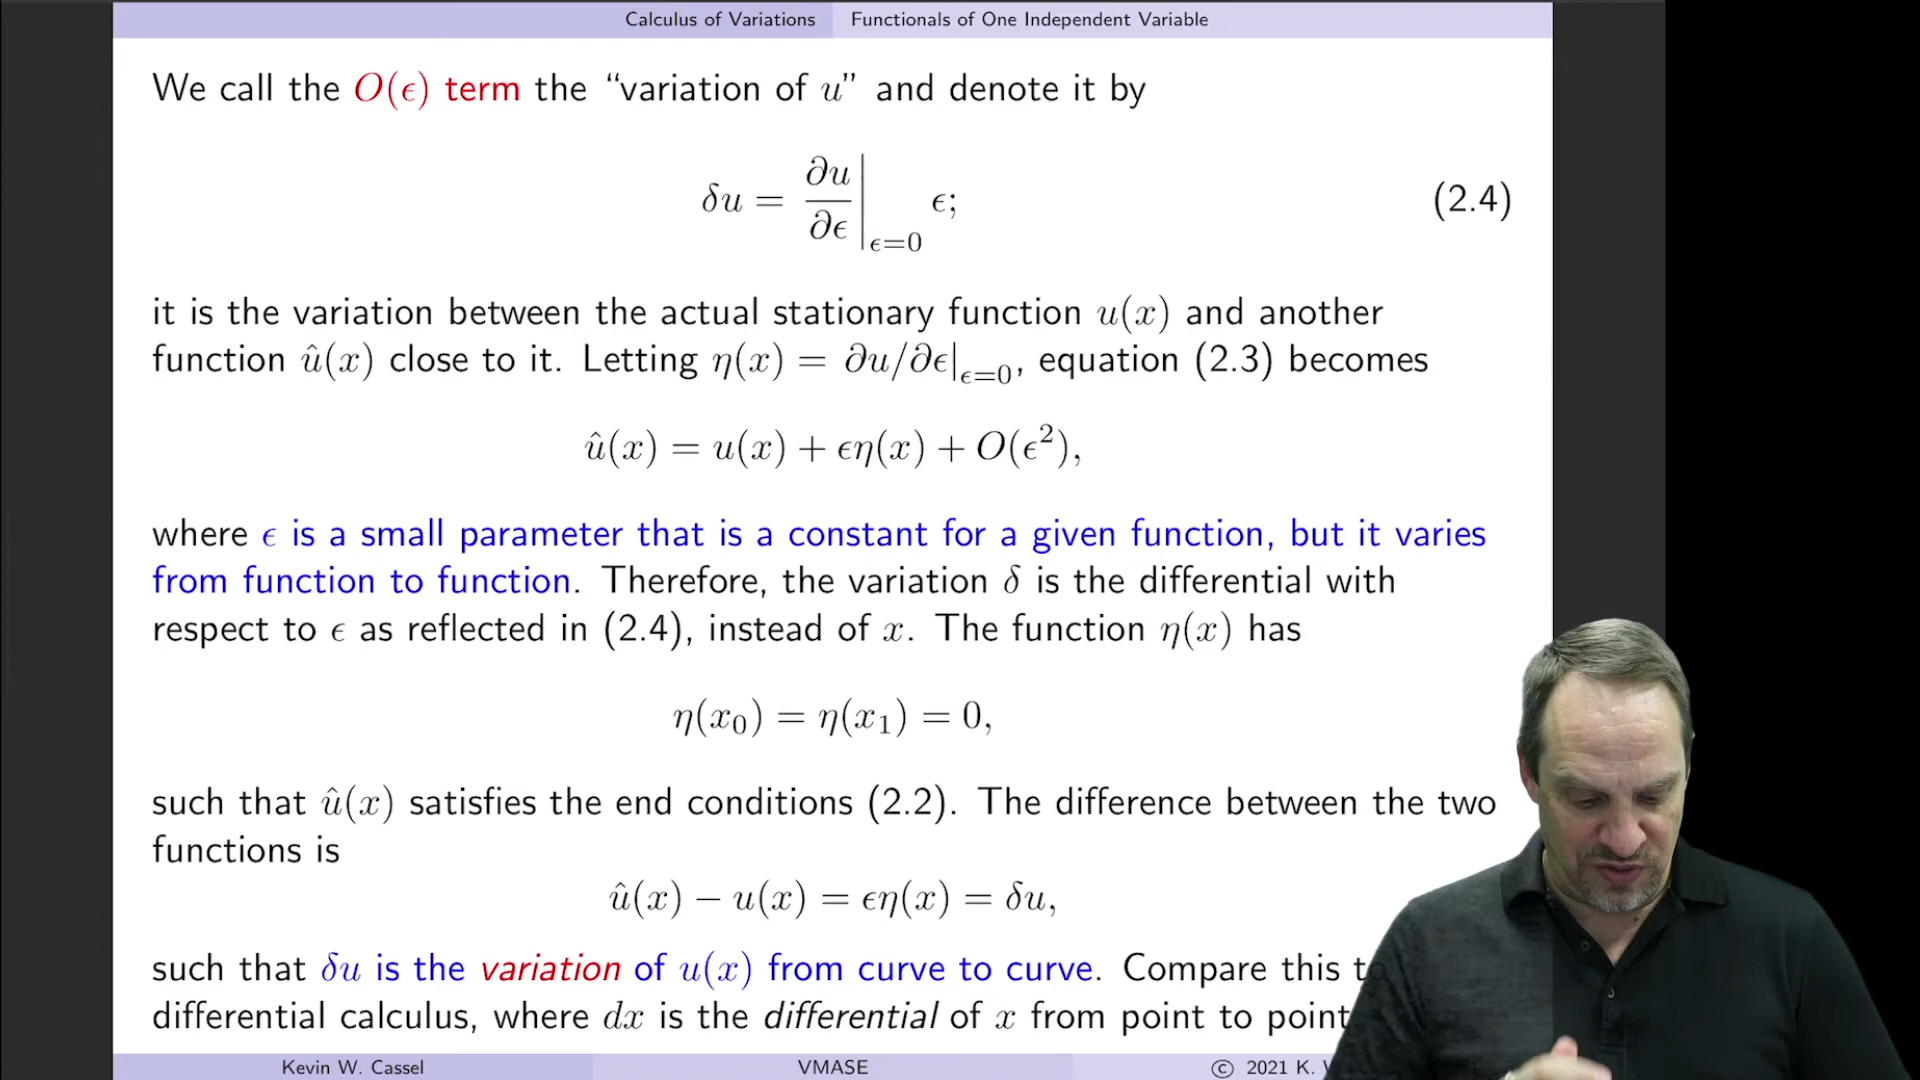 Calculus of Variations Functionals of One Independent Variable
We call the O(ϵ) term the “variation of u” and denote it by
δu = ∂u/∂ϵ|ϵ=0 ϵ; (2.4)
it is the variation between the actual stationary function u(x) and another
function û(x) close to it. Letting η(x) = ∂u/∂ϵ|ϵ=0, equation (2.3) becomes
û(x) = u(x) + ϵη(x) + O(ϵ²),
where ϵ is a small parameter that is a constant for a given function, but it varies
from function to function. Therefore, the variation δ is the differential with
respect to ϵ as reflected in (2.4), instead of x. The function η(x) has
η(x₀) = η(x₁) = 0,
such that û(x) satisfies the end conditions (2.2). The difference between the two
functions is
û(x) − u(x) = ϵη(x) = δu,
such that δu is the variation of u(x) from curve to curve. Compare this
differential calculus, where dx is the differential of x from point to point
Kevin W. Cassel VMASE © 2021 K.